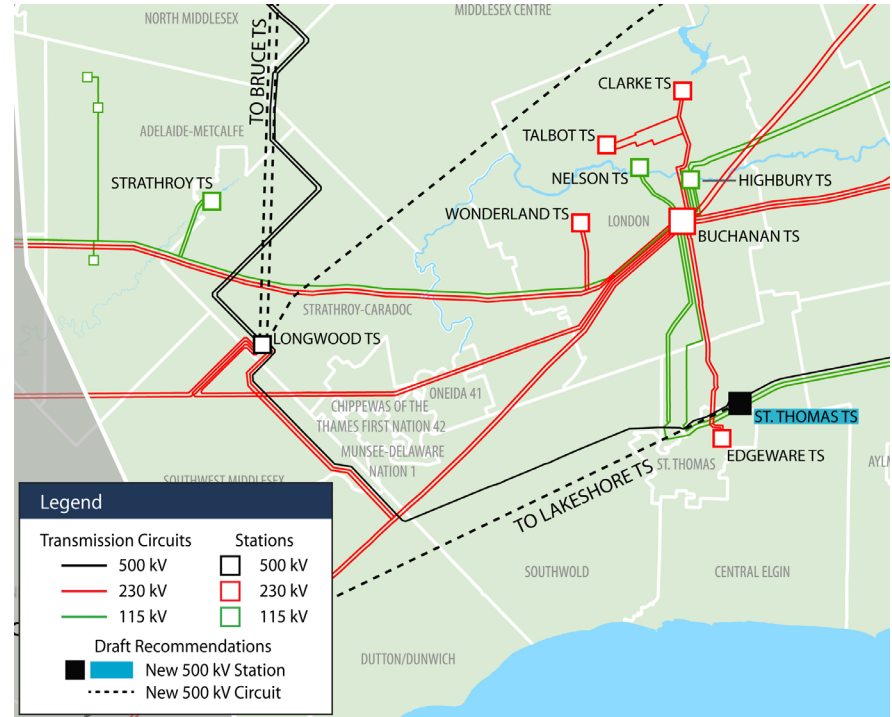 NORTH MIDDLESEX
MIDDLESEX CENTRE
TO BRUCE TS
CLARKE TS
ADELAIDE-METCALFE
TALBOT TS
STRATHROY TS
NELSON TS
HIGHBURY TS
WONDERLAND TS
LONDON
BUCHANAN TS
STRATHROY-CARADOC
LONGWOOD TS
ONEIDA 41
CHIPPEWAS OF THE
THAMES FIRST NATION 42
MUNSEE-DELAWARE
NATION 1
ST. THOMAS TS
EDGEWARE TS
ST. THOMAS
AYLM
SOUTHWEST MIDDLESEX
TO LAKESHORE TS
SOUTHWOLD
CENTRAL ELGIN
DUTTON/DUNWICH
Legend
Transmission Circuits
500 kV
230 kV
115 kV
Stations
500 kV
230 kV
115 kV
Draft Recommendations
New 500 kV Station
New 500 kV Circuit